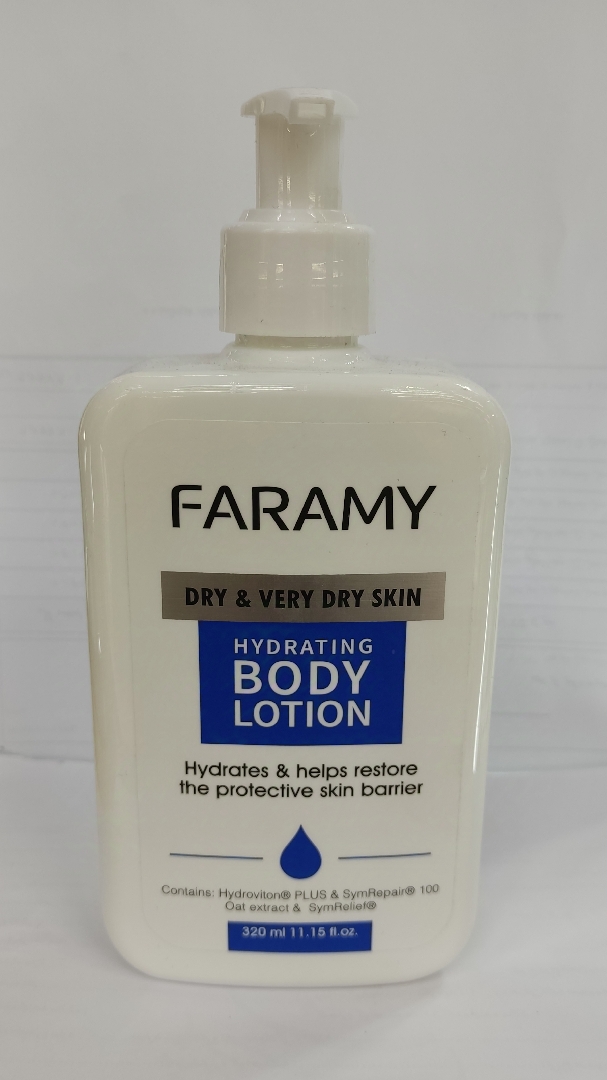 FARAMY
DRY & VERY DRY SKIN
HYDRATING
BODY
LOTION
Hydrates & helps restore
the protective skin barrier
Contains: Hydroviton® PLUS & SymRepair® 100
Oat extract & SymRelief®
320 ml 11.15 fl.oz.